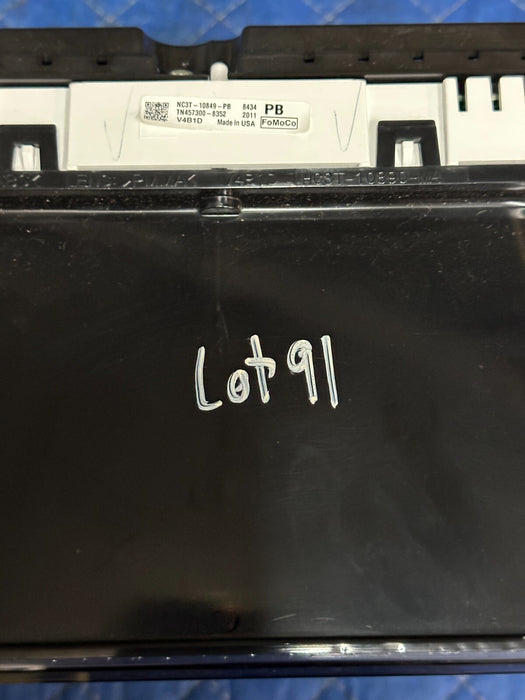 NC3T-10849-PB 8434 PB
TN457300-8352 2011
V4B1D Made In USA FoMoCo
Lot 91